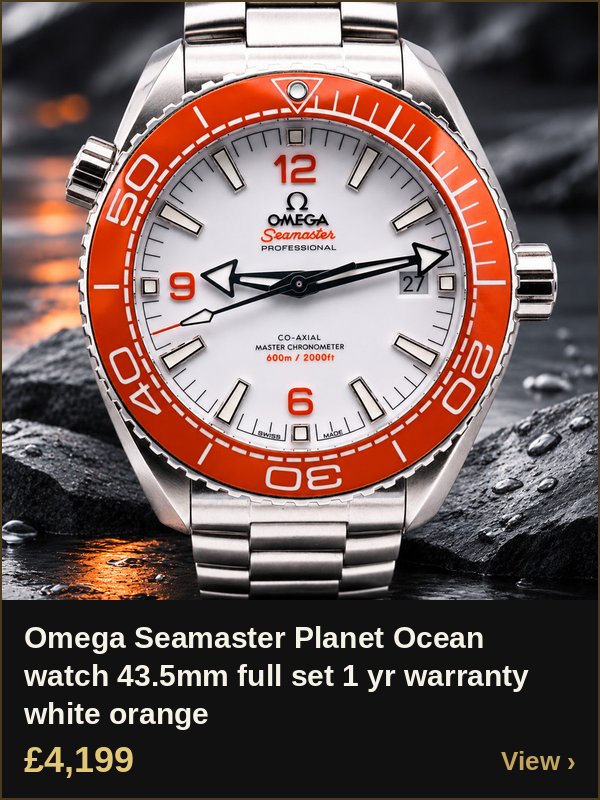 12
OMEGA
Seamaster
PROFESSIONAL
50
9
27
CO-AXIAL
MASTER CHRONOMETER
600m / 2000ft
40
20
6
SWISS MADE
30
Omega Seamaster Planet Ocean
watch 43.5mm full set 1 yr warranty
white orange
£4,199
View ›